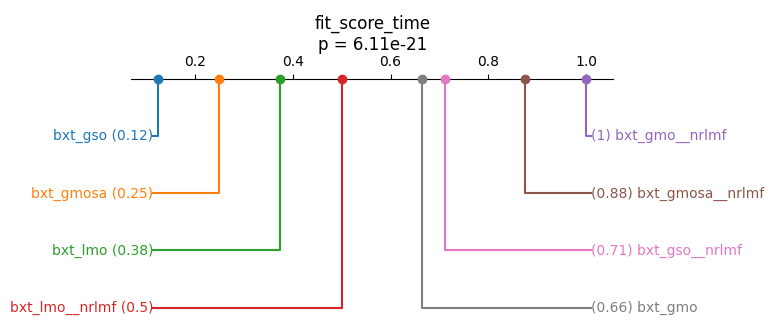 fit_score_time
p = 6.11e-21
0.2 0.4 0.6 0.8 1.0
bxt_gso (0.12) (1) bxt_gmo__nrlmf
bxt_gmosa (0.25) (0.88) bxt_gmosa__nrlmf
bxt_lmo (0.38) (0.71) bxt_gso__nrlmf
bxt_lmo__nrlmf (0.5) (0.66) bxt_gmo